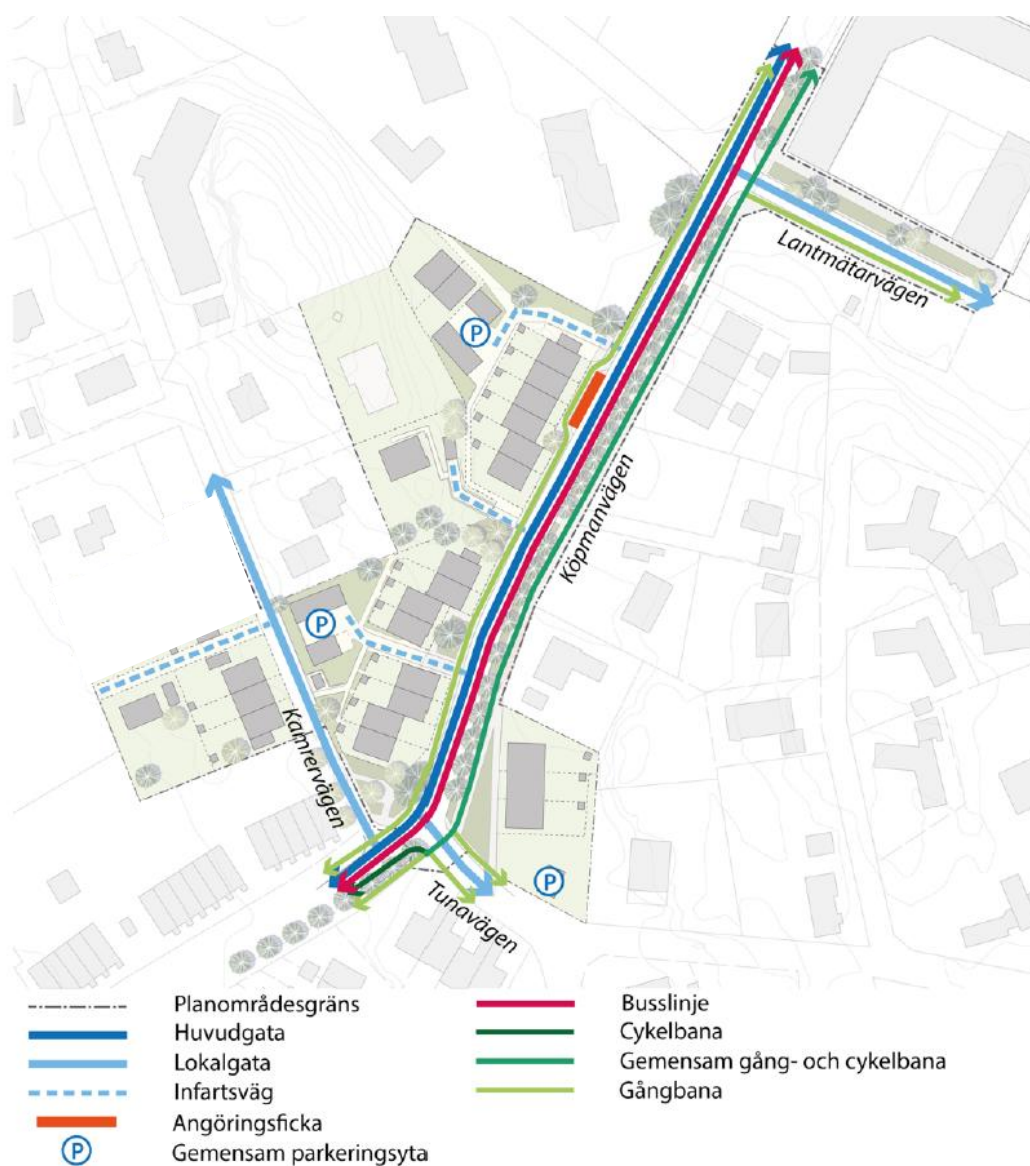 P
Lantmätarvägen
Köpmanvägen
P
Kamrervägen
P
Tunavägen
Planområdesgräns
Huvudgata
Lokalgata
Infartsväg
Angöringsficka
P Gemensam parkeringsyta
Busslinje
Cykelbana
Gemensam gång- och cykelbana
Gångbana